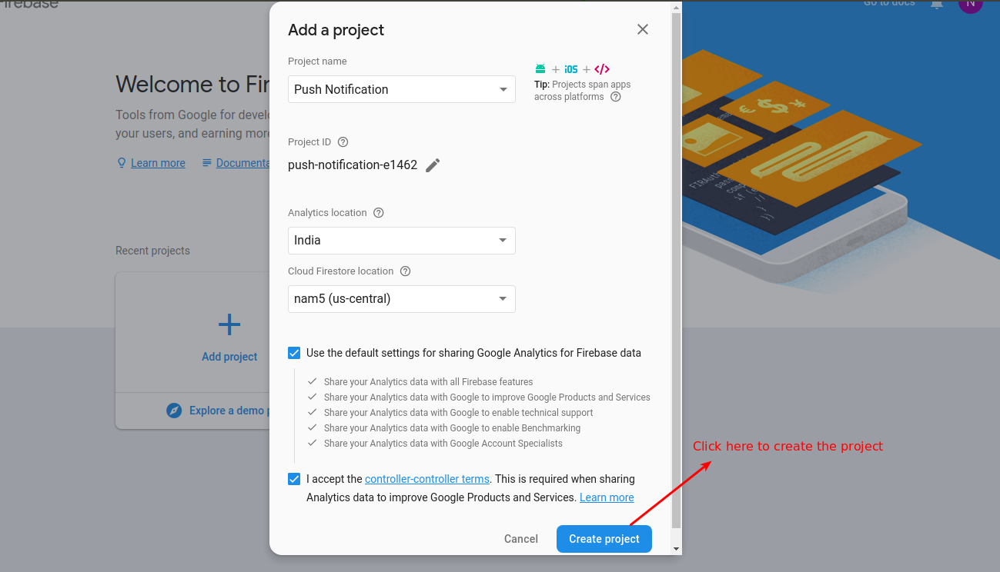 Firebase
Go to docs
N
Add a project
Project name
Push Notification
+ iOS + </>
Tip: Projects span apps
across platforms ?
Welcome to Fir
Tools from Google for develo
your users, and earning more
Learn more
Documenta
Project ID ?
push-notification-e1462
Analytics location ?
India
Cloud Firestore location ?
nam5 (us-central)
Recent projects
Add project
Explore a demo p
Use the default settings for sharing Google Analytics for Firebase data
Share your Analytics data with all Firebase features
Share your Analytics data with Google to improve Google Products and Services
Share your Analytics data with Google to enable technical support
Share your Analytics data with Google to enable Benchmarking
Share your Analytics data with Google Account Specialists
I accept the controller-controller terms. This is required when sharing
Analytics data to improve Google Products and Services. Learn more
Cancel
Create project
Click here to create the project